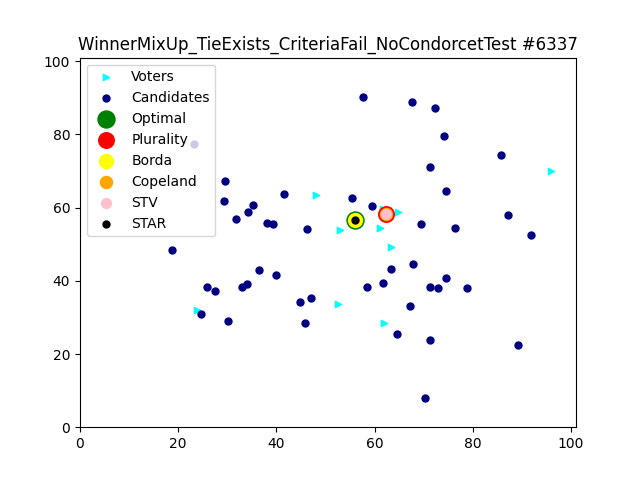 WinnerMixUp_TieExists_CriteriaFail_NoCondorcetTest #6337
100
80
60
40
20
0
0 20 40 60 80 100
Voters
Candidates
Optimal
Plurality
Borda
Copeland
STV
STAR